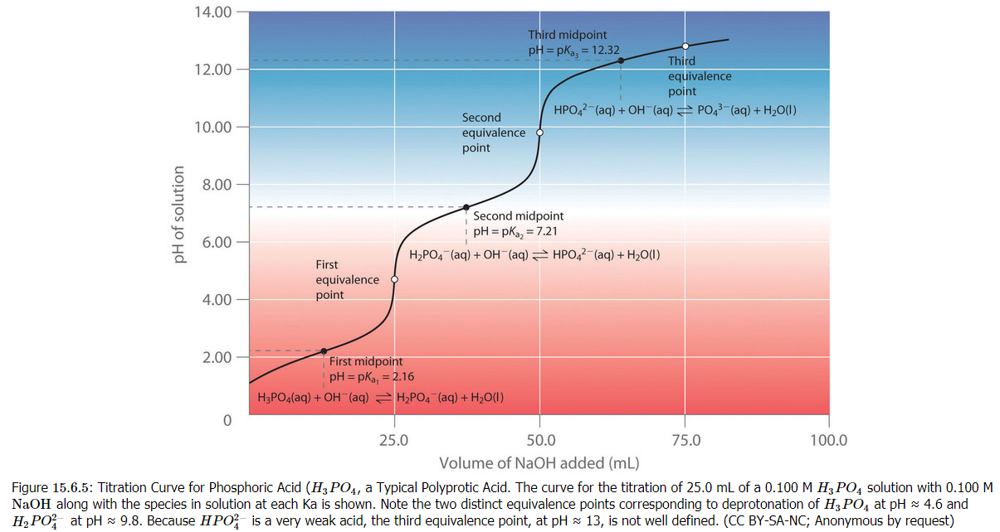 14.00
12.00
10.00
8.00
6.00
4.00
2.00
0
pH of solution
Third midpoint
pH = pKa₃ = 12.32
Third
equivalence
point
HPO₄²⁻(aq) + OH⁻(aq) ⇌ PO₄³⁻(aq) + H₂O(l)
Second
equivalence
point
Second midpoint
pH = pKa₂ = 7.21
H₂PO₄⁻(aq) + OH⁻(aq) ⇌ HPO₄²⁻(aq) + H₂O(l)
First
equivalence
point
First midpoint
pH = pKa₁ = 2.16
H₃PO₄(aq) + OH⁻(aq) ⇌ H₂PO₄⁻(aq) + H₂O(l)
25.0 50.0 75.0 100.0
Volume of NaOH added (mL)
Figure 15.6.5: Titration Curve for Phosphoric Acid (H₃PO₄, a Typical Polyprotic Acid. The curve for the titration of 25.0 mL of a 0.100 M H₃PO₄ solution with 0.100 M
NaOH along with the species in solution at each Ka is shown. Note the two distinct equivalence points corresponding to deprotonation of H₃PO₄ at pH ≈ 4.6 and
H₂PO₄²⁻ at pH ≈ 9.8. Because HPO₄²⁻ is a very weak acid, the third equivalence point, at pH ≈ 13, is not well defined. (CC BY-SA-NC; Anonymous by request)